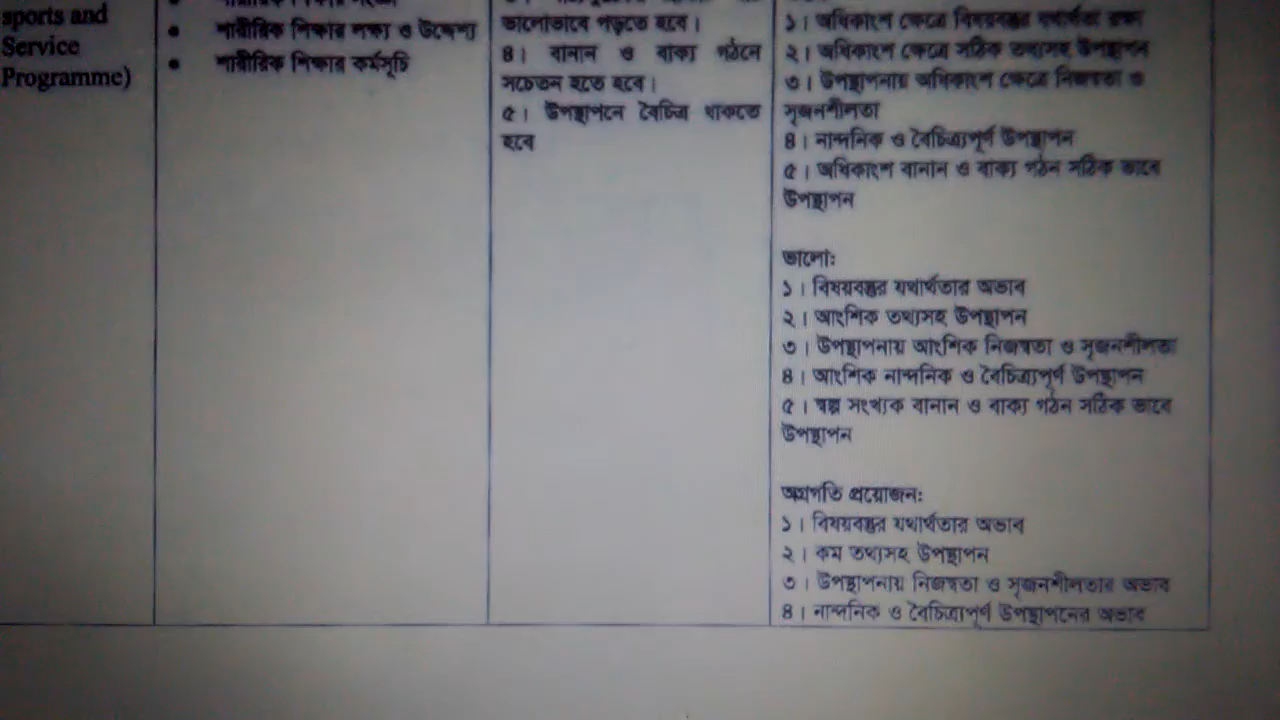 sports and
Service
Programme)
শারীরিক শিক্ষার লক্ষ্য ও উদ্দেশ্য
শারীরিক শিক্ষার কর্মসূচি
ভালোভাবে পড়তে হবে।
৪। বানান ও বাক্য গঠনে
সচেতন হতে হবে।
৫। উপস্থাপনে বৈচিত্র থাকতে
হবে
১। অধিকাংশ ক্ষেত্রে বিষয়বস্তুর যথার্থতা রক্ষা
২। অধিকাংশ ক্ষেত্রে সঠিক তথ্যসহ উপস্থাপন
৩। উপস্থাপনায় অধিকাংশ ক্ষেত্রে নিজস্বতা ও
সৃজনশীলতা
৪। নান্দনিক ও বৈচিত্র্যপূর্ণ উপস্থাপন
৫। অধিকাংশ বানান ও বাক্য গঠন সঠিক ভাবে
উপস্থাপন
ভালো:
১। বিষয়বস্তুর যথার্থতার অভাব
২। আংশিক তথ্যসহ উপস্থাপন
৩। উপস্থাপনায় আংশিক নিজস্বতা ও সৃজনশীলতা
৪। আংশিক নান্দনিক ও বৈচিত্র্যপূর্ণ উপস্থাপন
৫। স্বল্প সংখ্যক বানান ও বাক্য গঠন সঠিক ভাবে
উপস্থাপন
অগ্রগতি প্রয়োজন:
১। বিষয়বস্তুর যথার্থতার অভাব
২। কম তথ্যসহ উপস্থাপন
৩। উপস্থাপনায় নিজস্বতা ও সৃজনশীলতার অভাব
৪। নান্দনিক ও বৈচিত্র্যপূর্ণ উপস্থাপনের অভাব